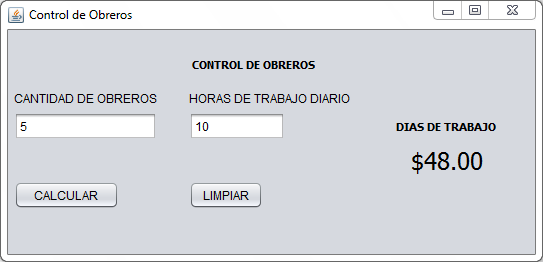 Control de Obreros
CONTROL DE OBREROS
CANTIDAD DE OBREROS
HORAS DE TRABAJO DIARIO
5
10
DIAS DE TRABAJO
$48.00
CALCULAR
LIMPIAR